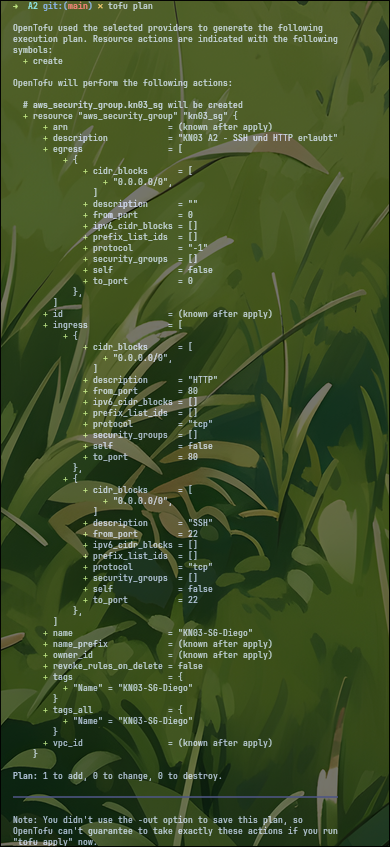 ➜  A2 git:(main) × tofu plan

OpenTofu used the selected providers to generate the following
execution plan. Resource actions are indicated with the following
symbols:
  + create

OpenTofu will perform the following actions:

  # aws_security_group.kn03_sg will be created
  + resource "aws_security_group" "kn03_sg" {
      + arn                    = (known after apply)
      + description            = "KN03 A2 - SSH und HTTP erlaubt"
      + egress                 = [
          + {
              + cidr_blocks      = [
                  + "0.0.0.0/0",
                ]
              + description      = ""
              + from_port        = 0
              + ipv6_cidr_blocks = []
              + prefix_list_ids  = []
              + protocol         = "-1"
              + security_groups  = []
              + self             = false
              + to_port          = 0
            },
        ]
      + id                     = (known after apply)
      + ingress                = [
          + {
              + cidr_blocks      = [
                  + "0.0.0.0/0",
                ]
              + description      = "HTTP"
              + from_port        = 80
              + ipv6_cidr_blocks = []
              + prefix_list_ids  = []
              + protocol         = "tcp"
              + security_groups  = []
              + self             = false
              + to_port          = 80
            },
          + {
              + cidr_blocks      = [
                  + "0.0.0.0/0",
                ]
              + description      = "SSH"
              + from_port        = 22
              + ipv6_cidr_blocks = []
              + prefix_list_ids  = []
              + protocol         = "tcp"
              + security_groups  = []
              + self             = false
              + to_port          = 22
            },
        ]
      + name                   = "KN03-SG-Diego"
      + name_prefix            = (known after apply)
      + owner_id               = (known after apply)
      + revoke_rules_on_delete = false
      + tags                   = {
          + "Name" = "KN03-SG-Diego"
        }
      + tags_all               = {
          + "Name" = "KN03-SG-Diego"
        }
      + vpc_id                 = (known after apply)
    }

Plan: 1 to add, 0 to change, 0 to destroy.

Note: You didn't use the -out option to save this plan, so
OpenTofu can't guarantee to take exactly these actions if you run
"tofu apply" now.